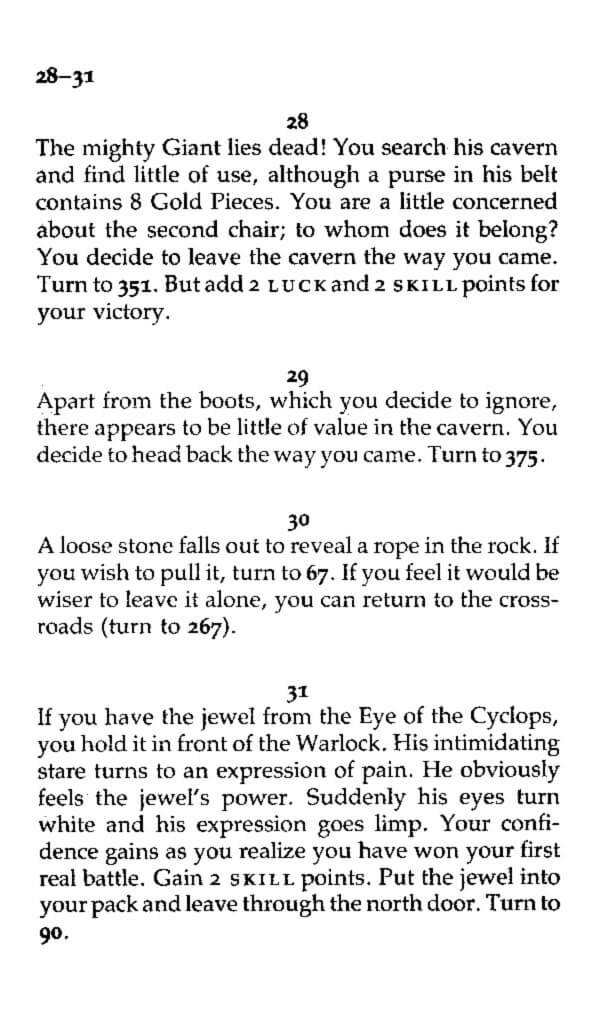 28–31
28
The mighty Giant lies dead! You search his cavern
and find little of use, although a purse in his belt
contains 8 Gold Pieces. You are a little concerned
about the second chair; to whom does it belong?
You decide to leave the cavern the way you came.
Turn to 351. But add 2 LUCK and 2 SKILL points for
your victory.
29
Apart from the boots, which you decide to ignore,
there appears to be little of value in the cavern. You
decide to head back the way you came. Turn to 375.
30
A loose stone falls out to reveal a rope in the rock. If
you wish to pull it, turn to 67. If you feel it would be
wiser to leave it alone, you can return to the cross-
roads (turn to 267).
31
If you have the jewel from the Eye of the Cyclops,
you hold it in front of the Warlock. His intimidating
stare turns to an expression of pain. He obviously
feels the jewel's power. Suddenly his eyes turn
white and his expression goes limp. Your confi-
dence gains as you realize you have won your first
real battle. Gain 2 SKILL points. Put the jewel into
your pack and leave through the north door. Turn to
90.